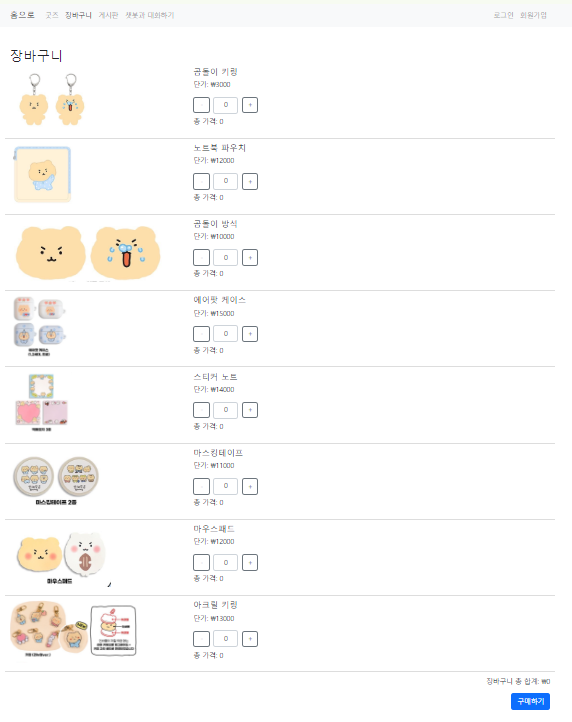 홈으로 굿즈 장바구니 게시판 챗봇과 대화하기 로그인 회원가입
장바구니
곰돌이 키링
단가: ₩3000
- 0 +
총 가격: 0
노트북 파우치
단가: ₩12000
- 0 +
총 가격: 0
곰돌이 방식
단가: ₩10000
- 0 +
총 가격: 0
에어팟 케이스
단가: ₩15000
- 0 +
총 가격: 0
스티커 노트
단가: ₩14000
- 0 +
총 가격: 0
마스킹테이프 2종
마스킹테이프
단가: ₩11000
- 0 +
총 가격: 0
마우스패드
마우스패드
단가: ₩12000
- 0 +
총 가격: 0
아크릴 키링
단가: ₩13000
- 0 +
총 가격: 0
장바구니 총 합계: ₩0
구매하기